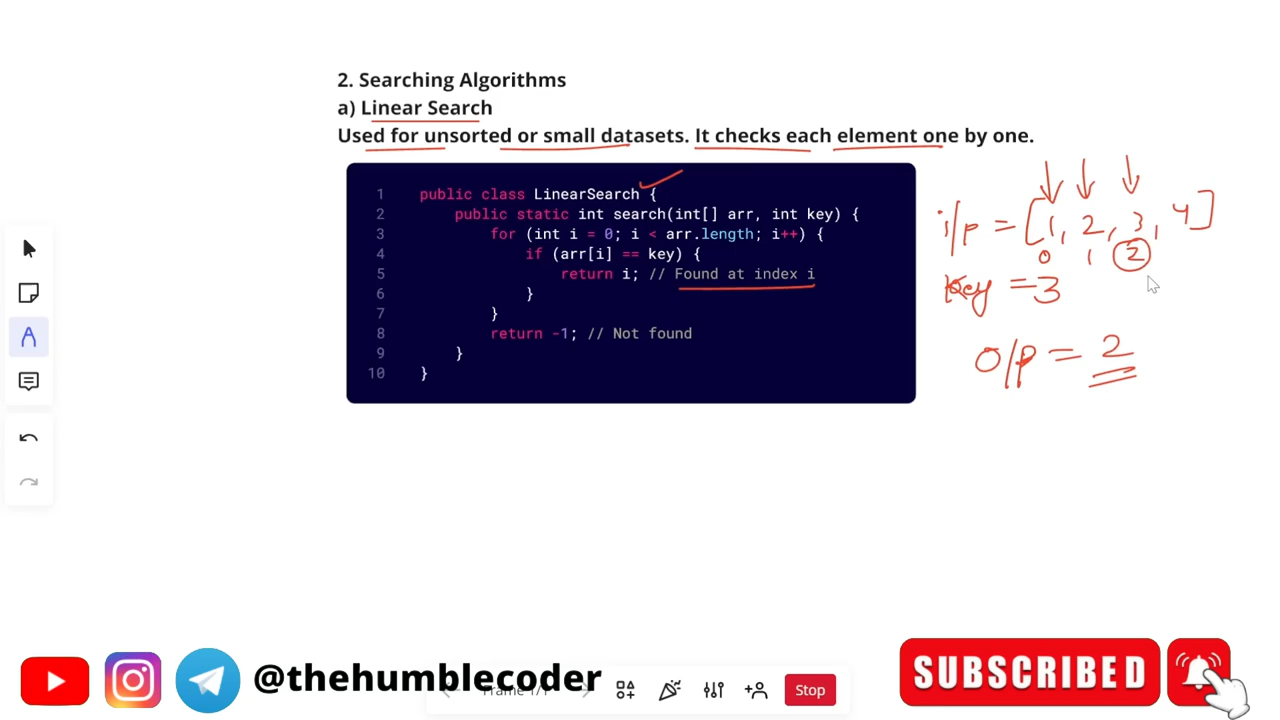 2. Searching Algorithms
a) Linear Search
Used for unsorted or small datasets. It checks each element one by one.
1 public class LinearSearch {
2 public static int search(int[] arr, int key) {
3 for (int i = 0; i < arr.length; i++) {
4 if (arr[i] == key) {
5 return i; // Found at index i
6 }
7 }
8 return -1; // Not found
9 }
10 }
i/p = [1, 2, 3, 4]
0 1 2
Key = 3
o/p = 2
@thehumblecoder
Frame 1/1
Stop
SUBSCRIBED